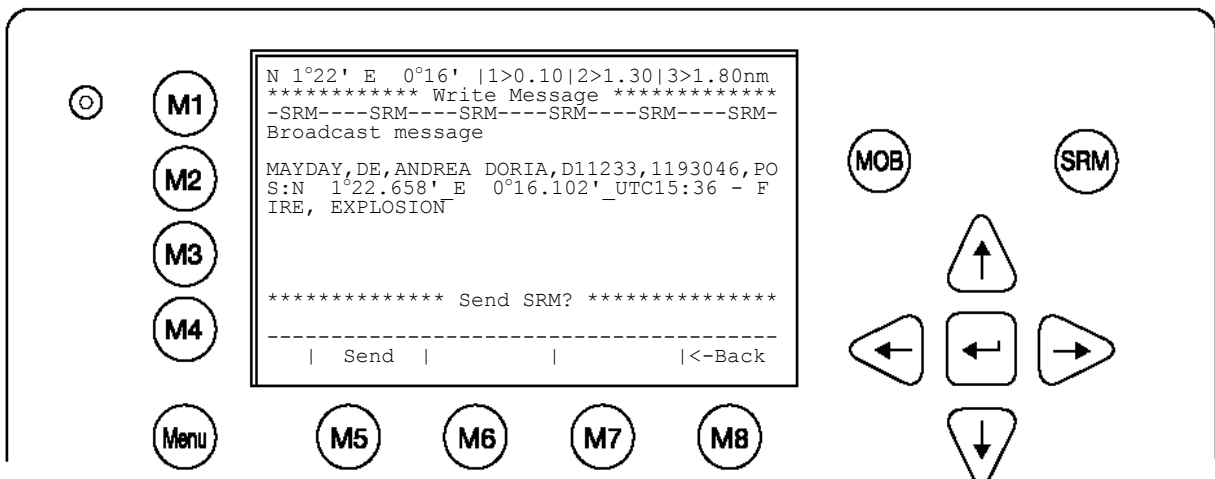 N 1°22' E  0°16' |1>0.10|2>1.30|3>1.80nm
************ Write Message *************
-SRM----SRM----SRM----SRM----SRM----SRM-
Broadcast message
MAYDAY,DE,ANDREA DORIA,D11233,1193046,PO
S:N  1°22.658'_E  0°16.102'_UTC15:36 - F
IRE, EXPLOSION
************** Send SRM? ***************
----------------------------------------
| Send | | |<-Back
M1
M2
M3
M4
MOB
SRM
Menu
M5
M6
M7
M8